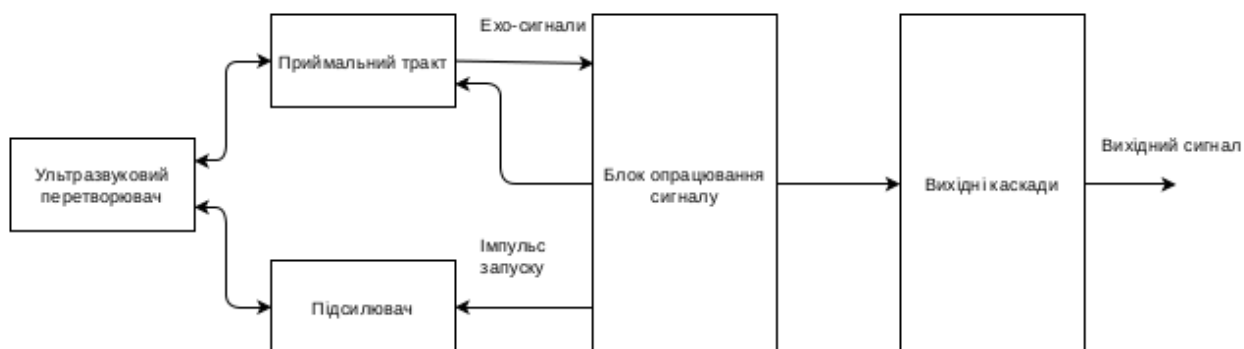 Ехо-сигнали
Приймальний тракт
Ультразвуковий
перетворювач
Блок опрацювання
сигналу
Вихідні каскади
Вихідний сигнал
Імпульс
запуску
Підсилювач